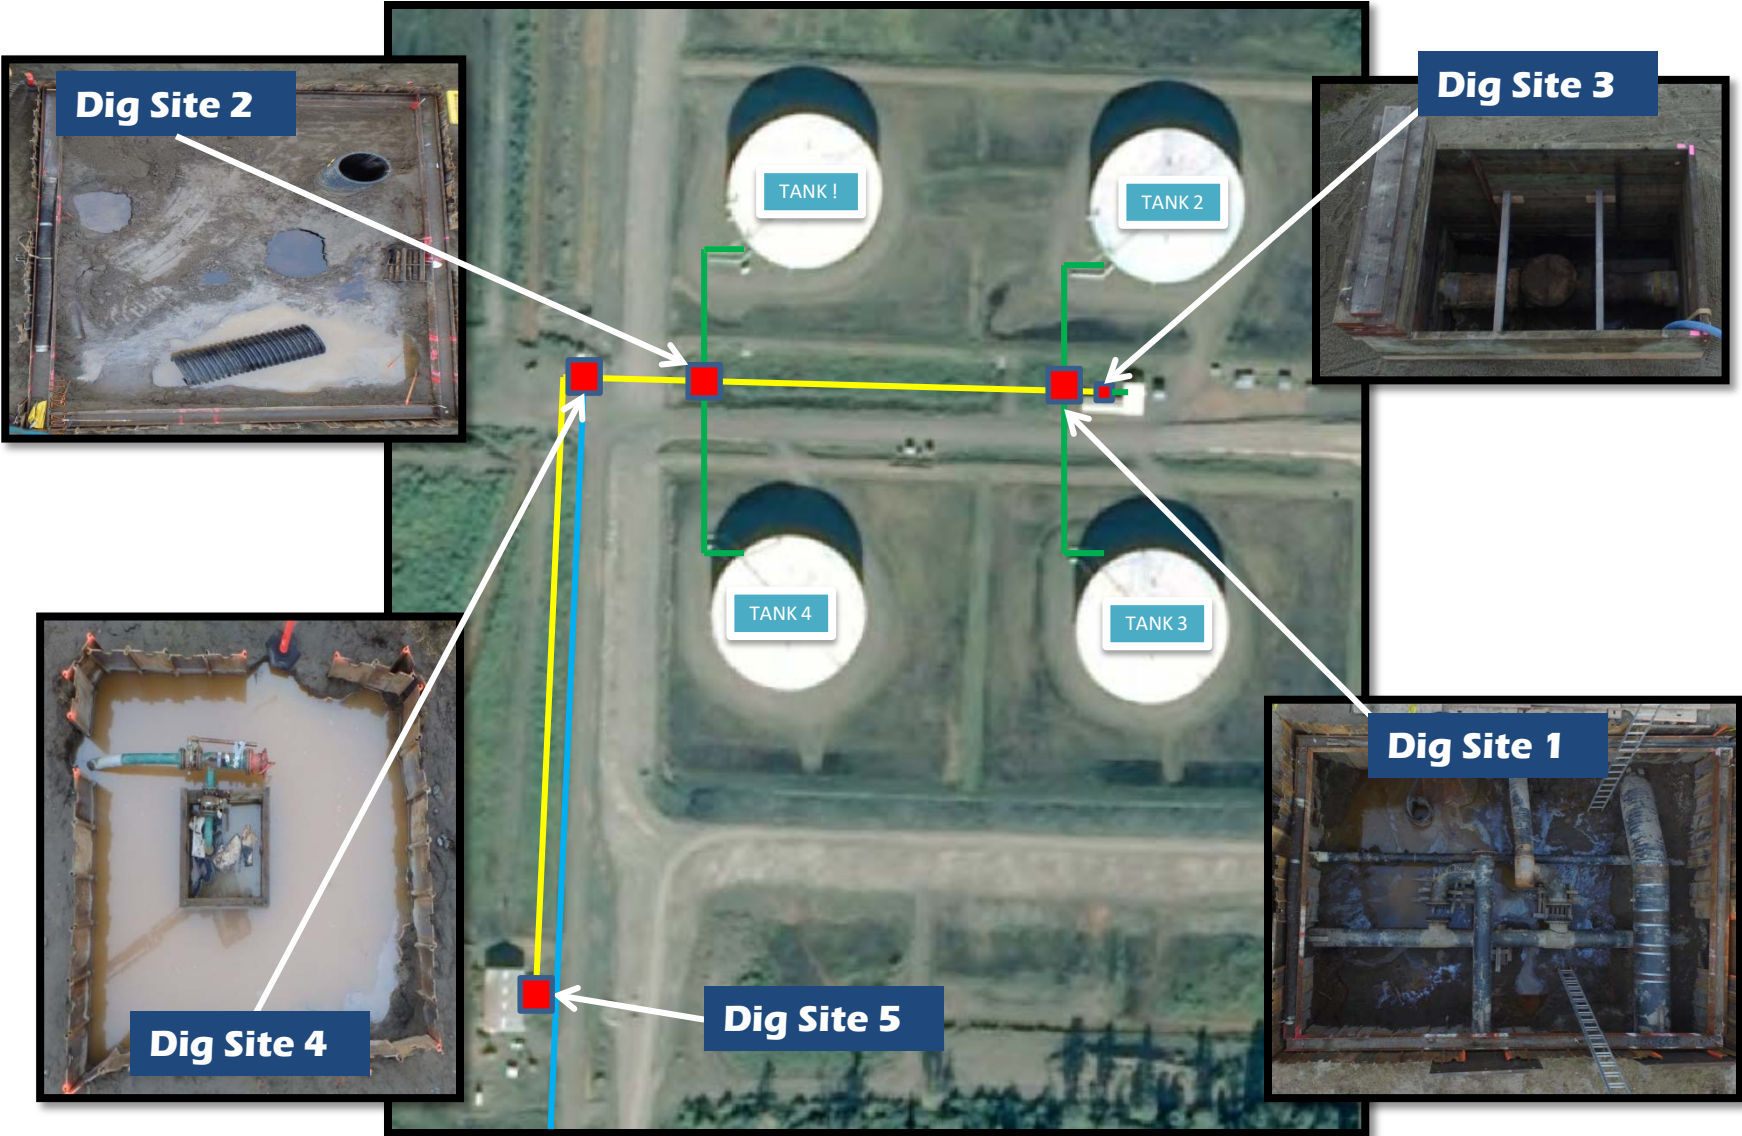 Dig Site 2
Dig Site 3
TANK !
TANK 2
TANK 4
TANK 3
Dig Site 1
Dig Site 5
Dig Site 4